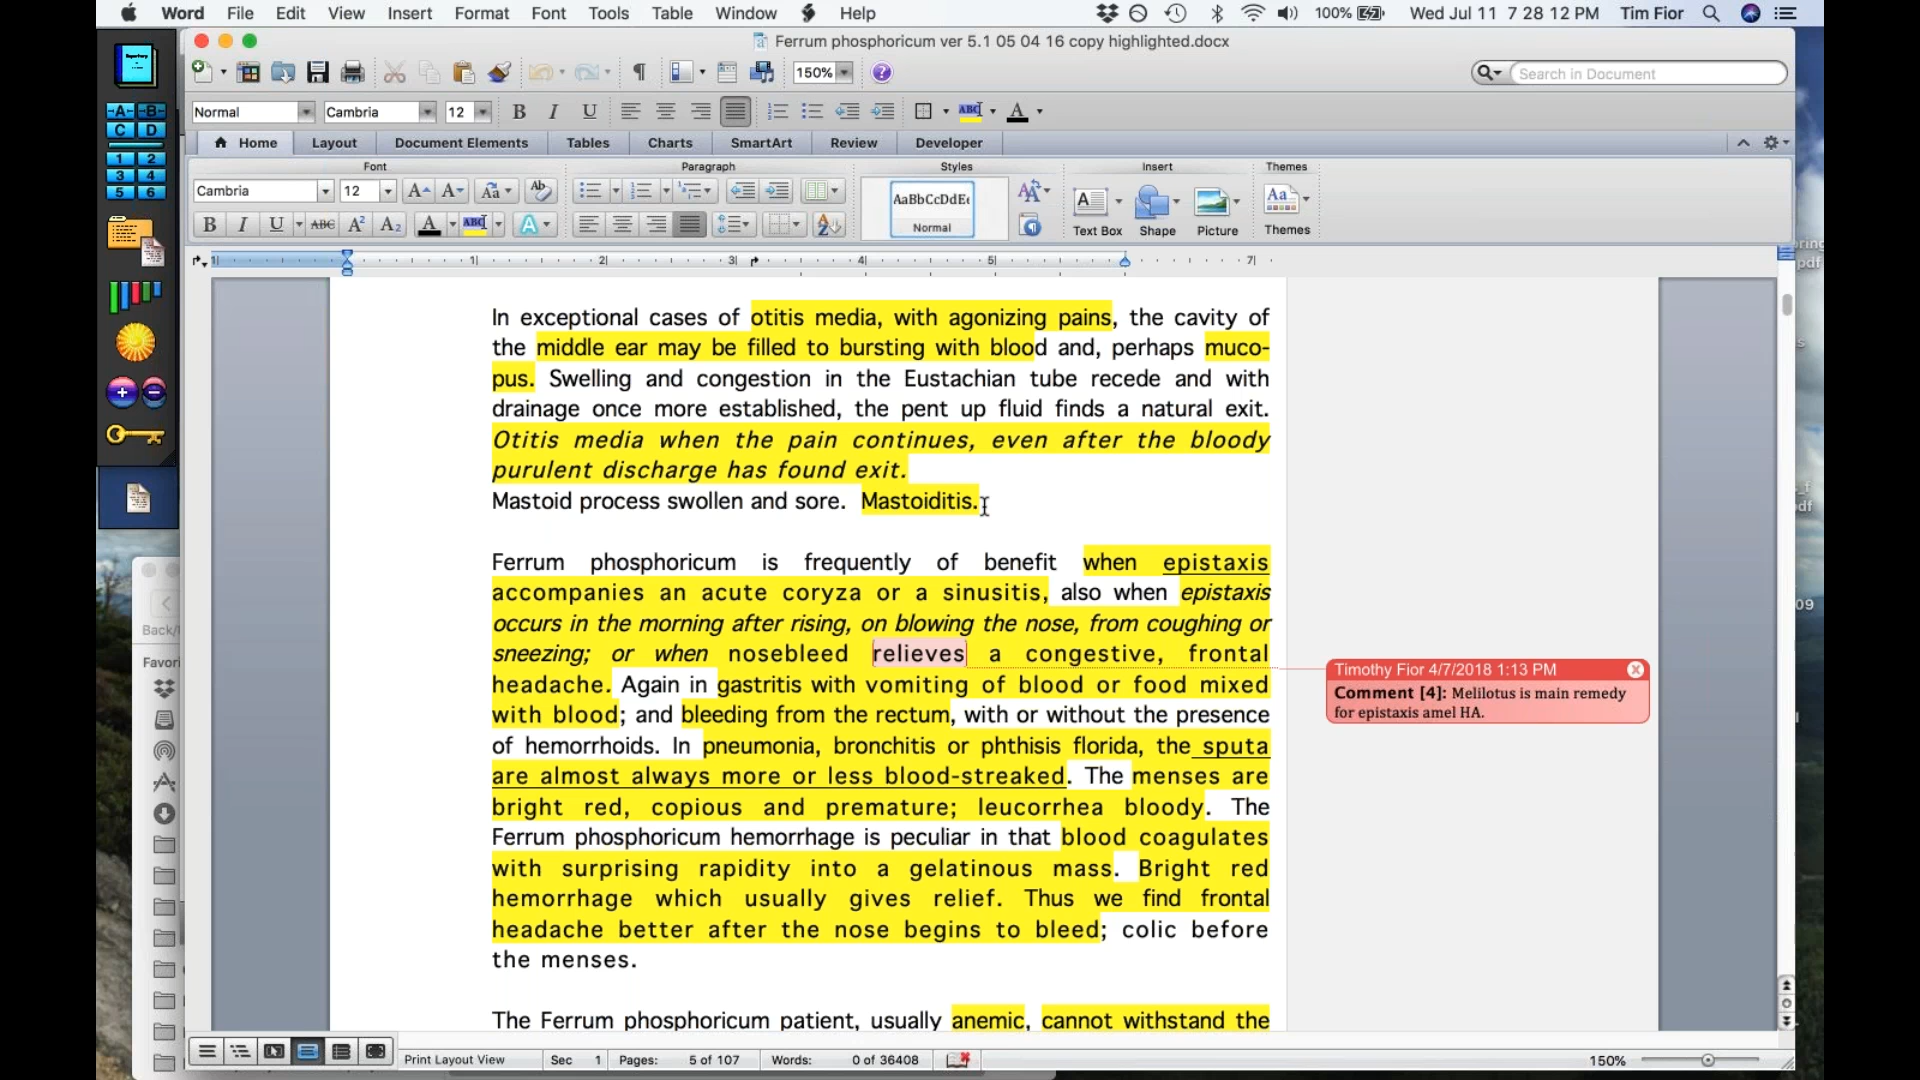 Word File Edit View Insert Format Font Tools Table Window Help 100% Wed Jul 11 7 28 12 PM Tim Fior
Ferrum phosphoricum ver 5.1 05 04 16 copy highlighted.docx
150% Search in Document
Normal Cambria 12 B I U ABC A
Home Layout Document Elements Tables Charts SmartArt Review Developer
Font Paragraph Styles Insert Themes
Cambria 12 A A Aa Ab
AaBbCcDdEe
B I U ABC A² A₂ A ABC A
Normal Text Box Shape Picture Themes
In exceptional cases of otitis media, with agonizing pains, the cavity of
the middle ear may be filled to bursting with blood and, perhaps muco-
pus. Swelling and congestion in the Eustachian tube recede and with
drainage once more established, the pent up fluid finds a natural exit.
Otitis media when the pain continues, even after the bloody
purulent discharge has found exit.
Mastoid process swollen and sore. Mastoiditis.
Ferrum phosphoricum is frequently of benefit when epistaxis
accompanies an acute coryza or a sinusitis, also when epistaxis
occurs in the morning after rising, on blowing the nose, from coughing or
sneezing; or when nosebleed relieves a congestive, frontal
headache. Again in gastritis with vomiting of blood or food mixed
with blood; and bleeding from the rectum, with or without the presence
of hemorrhoids. In pneumonia, bronchitis or phthisis florida, the sputa
are almost always more or less blood-streaked. The menses are
bright red, copious and premature; leucorrhea bloody. The
Ferrum phosphoricum hemorrhage is peculiar in that blood coagulates
with surprising rapidity into a gelatinous mass. Bright red
hemorrhage which usually gives relief. Thus we find frontal
headache better after the nose begins to bleed; colic before
the menses.
The Ferrum phosphoricum patient, usually anemic, cannot withstand the
Timothy Fior 4/7/2018 1:13 PM
Comment [4]: Melilotus is main remedy
for epistaxis amel HA.
A B
C D
1 2
3 4
5 6
Favori
09
Print Layout View Sec 1 Pages: 5 of 107 Words: 0 of 36408 150%